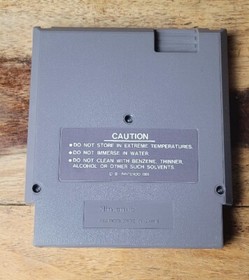 CAUTION
•DO NOT STORE IN EXTREME TEMPERATURES.
•DO NOT IMMERSE IN WATER.
•DO NOT CLEAN WITH BENZENE, THINNER,
ALCOHOL OR OTHER SUCH SOLVENTS.
Nintendo